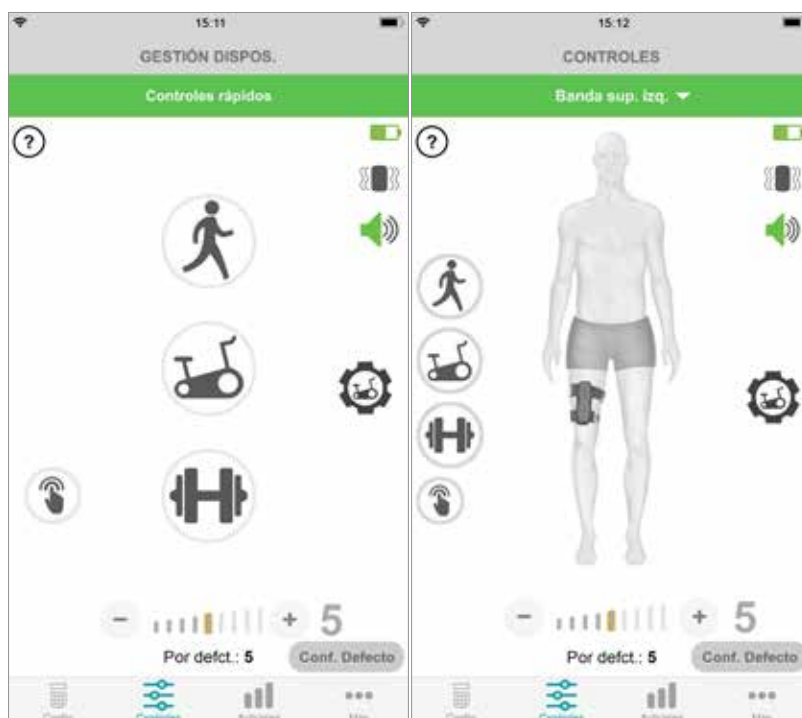 15:11
GESTIÓN DISPOS.
Controles rápidos
?
5
Por defct.: 5
Conf. Defecto
Controles
15:12
CONTROLES
Banda sup. izq.
?
5
Por defct.: 5
Conf. Defecto
Controles